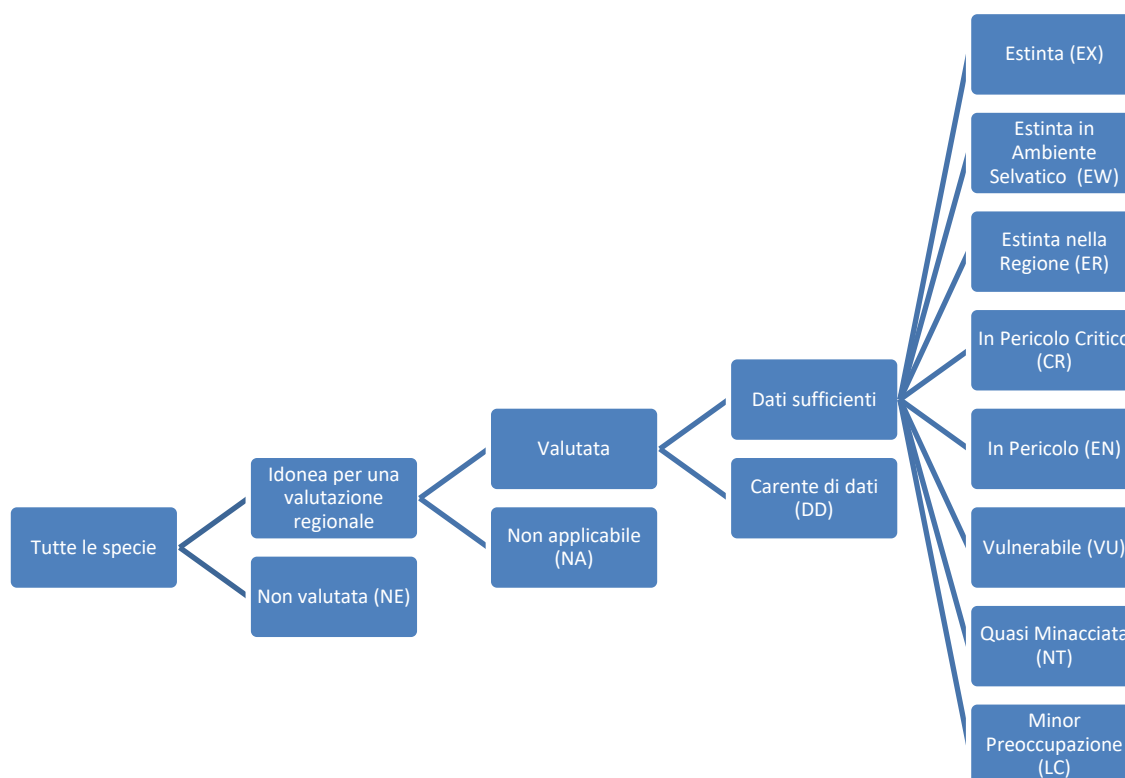 Tutte le specie
Idonea per una
valutazione
regionale
Non valutata (NE)
Valutata
Non applicabile
(NA)
Dati sufficienti
Carente di dati
(DD)
Estinta (EX)
Estinta in
Ambiente
Selvatico (EW)
Estinta nella
Regione (ER)
In Pericolo Critico
(CR)
In Pericolo (EN)
Vulnerabile (VU)
Quasi Minacciata
(NT)
Minor
Preoccupazione
(LC)